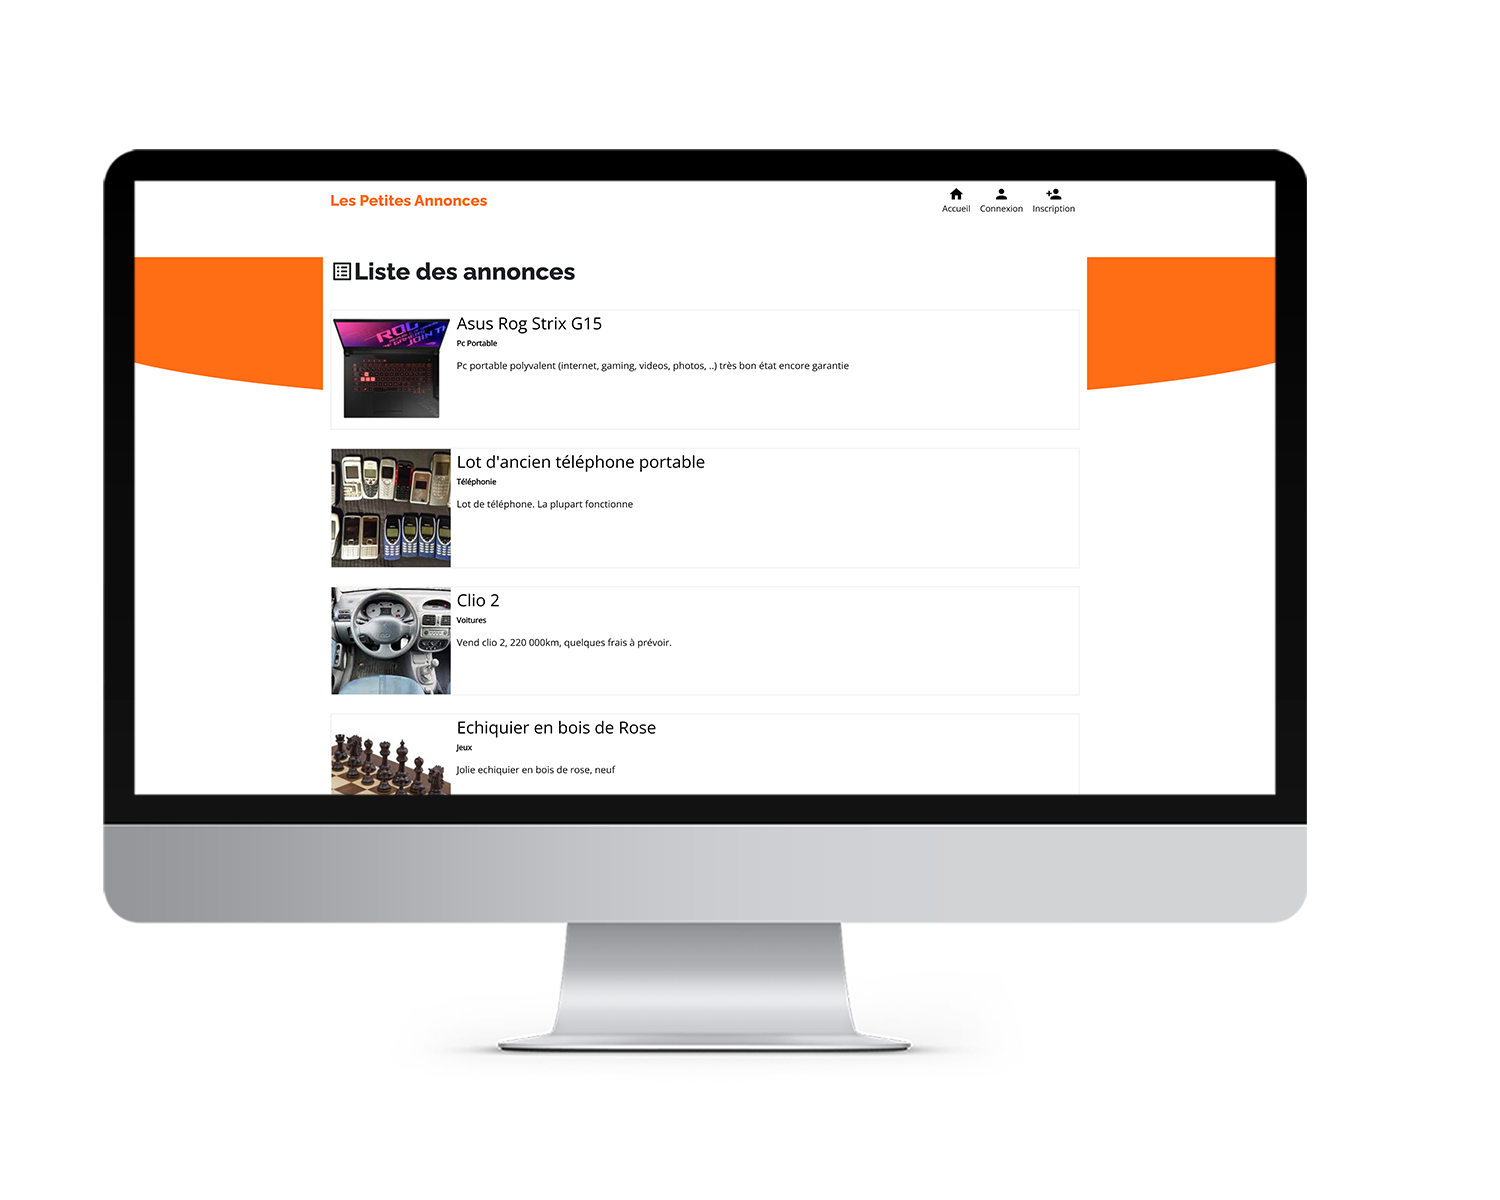 Les Petites Annonces
Accueil Connexion Inscription
Liste des annonces
ROG
JOIN TH
Asus Rog Strix G15
Pc Portable
Pc portable polyvalent (internet, gaming, videos, photos, ..) très bon état encore garantie
Lot d'ancien téléphone portable
Téléphonie
Lot de téléphone. La plupart fonctionne
Clio 2
Voitures
Vend clio 2, 220 000km, quelques frais à prévoir.
Echiquier en bois de Rose
Jeux
Jolie echiquier en bois de rose, neuf